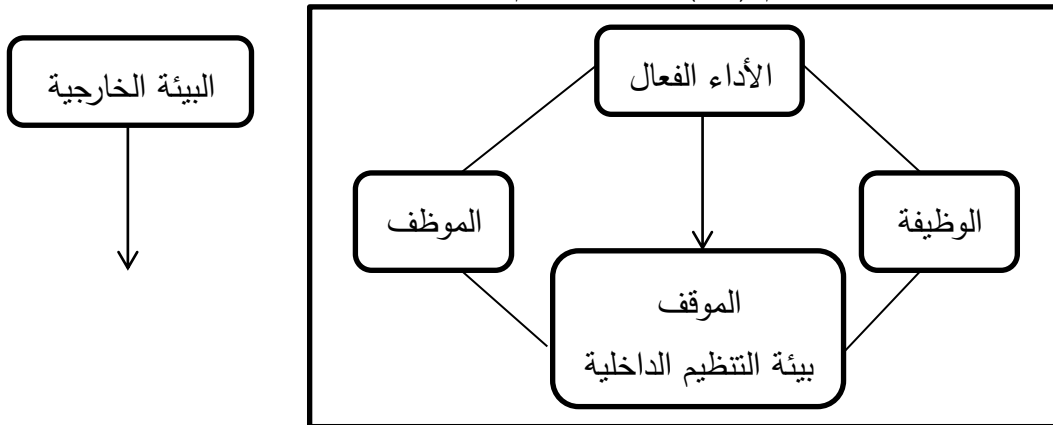 الأداء الفعال
البيئة الخارجية
الوظيفة
الموظف
الموقف
بيئة التنظيم الداخلية